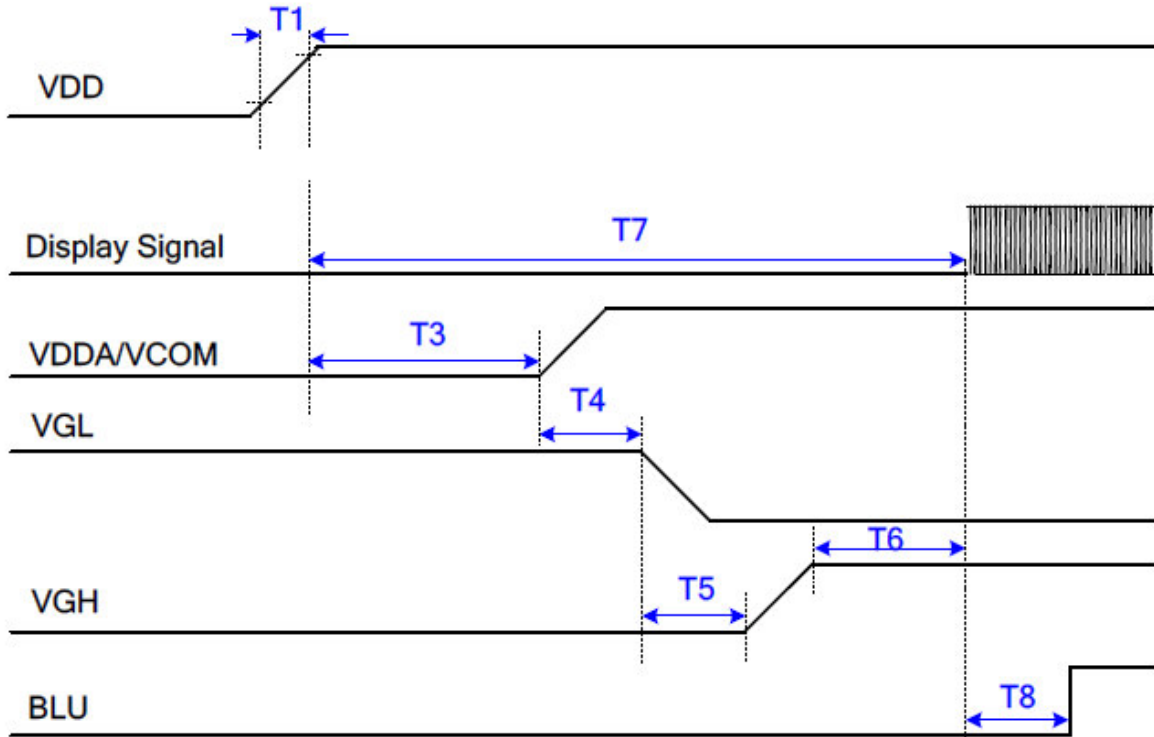 T1
VDD
T7
Display Signal
T3
VDDA/VCOM
T4
VGL
T6
T5
VGH
T8
BLU